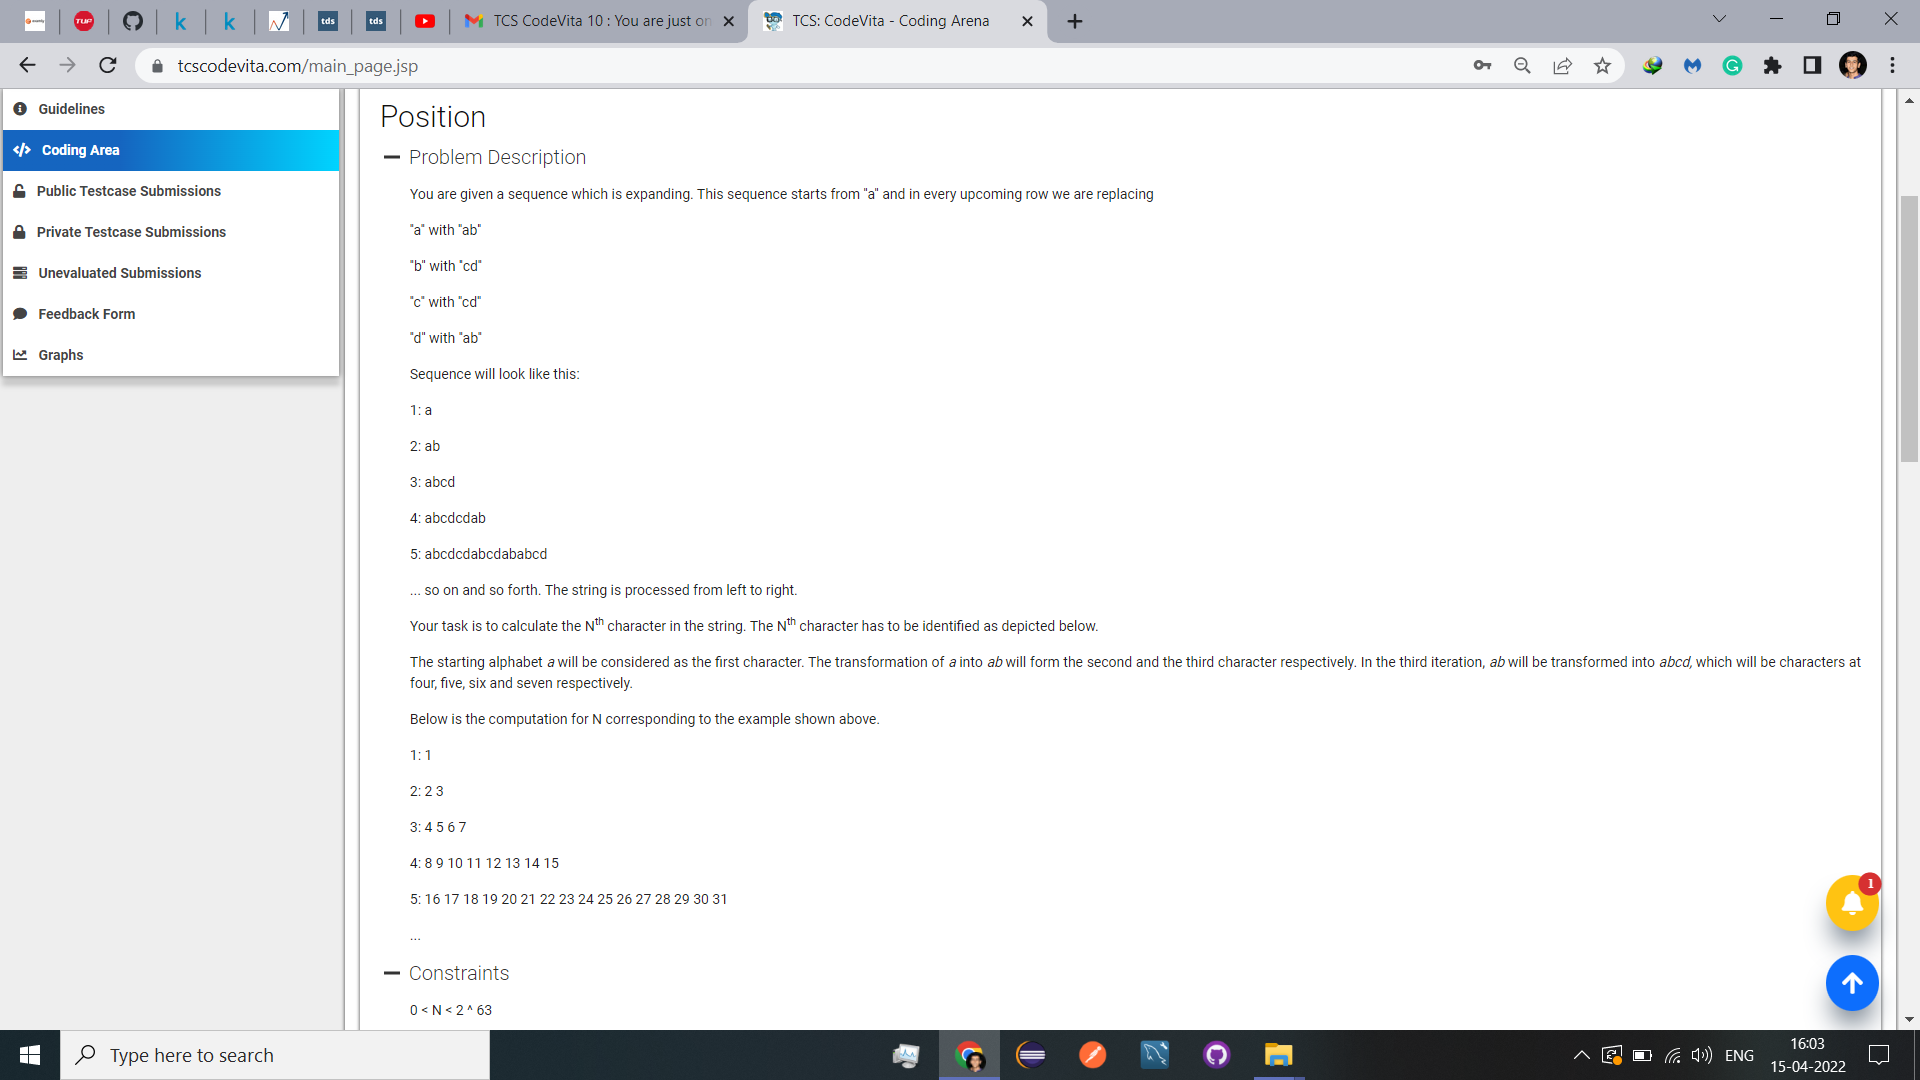 TUP
k
k
tds
tds
TCS CodeVita 10 : You are just on
TCS: CodeVita - Coding Arena
tcscodevita.com/main_page.jsp
Guidelines
Coding Area
Public Testcase Submissions
Private Testcase Submissions
Unevaluated Submissions
Feedback Form
Graphs
Position
Problem Description
You are given a sequence which is expanding. This sequence starts from "a" and in every upcoming row we are replacing
"a" with "ab"
"b" with "cd"
"c" with "cd"
"d" with "ab"
Sequence will look like this:
1: a
2: ab
3: abcd
4: abcdcdab
5: abcdcdabcdababcd
... so on and so forth. The string is processed from left to right.
Your task is to calculate the Nth character in the string. The Nth character has to be identified as depicted below.
The starting alphabet a will be considered as the first character. The transformation of a into ab will form the second and the third character respectively. In the third iteration, ab will be transformed into abcd, which will be characters at
four, five, six and seven respectively.
Below is the computation for N corresponding to the example shown above.
1: 1
2: 2 3
3: 4 5 6 7
4: 8 9 10 11 12 13 14 15
5: 16 17 18 19 20 21 22 23 24 25 26 27 28 29 30 31
...
Constraints
0 < N < 2 ^ 63
1
Type here to search
ENG
16:03
15-04-2022